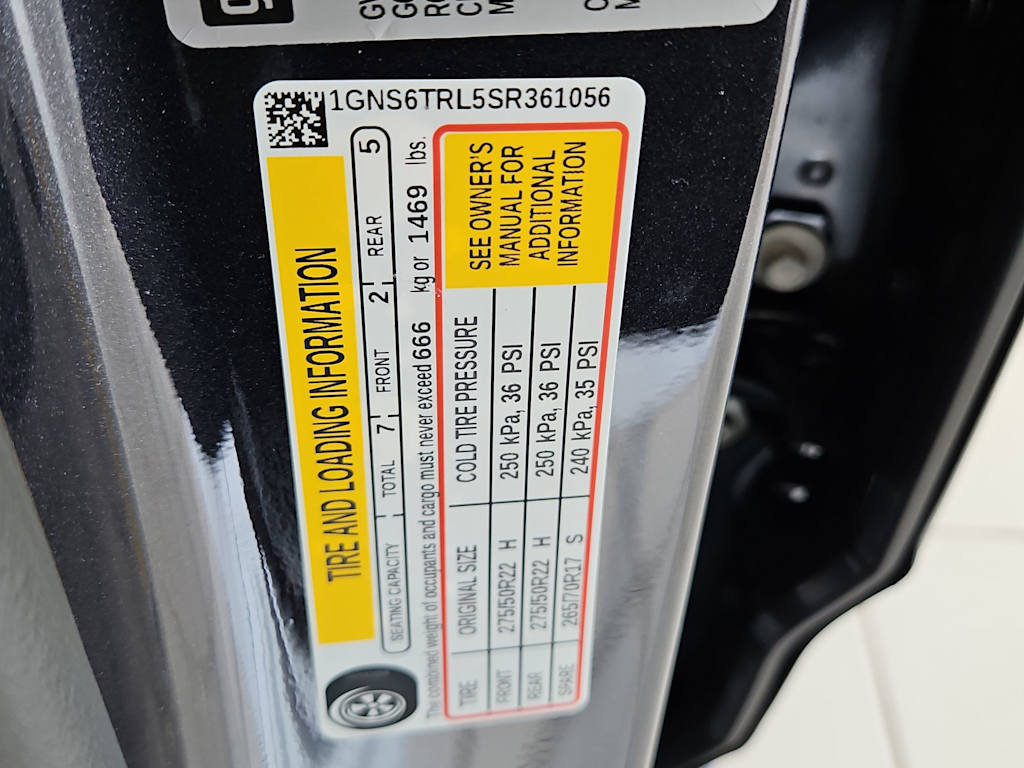 1GNS6TRL5SR361056
TIRE AND LOADING INFORMATION
SEATING CAPACITY TOTAL 7 FRONT 2 REAR 5
The combined weight of occupants and cargo must never exceed 666 kg or 1469 lbs.
TIRE ORIGINAL SIZE COLD TIRE PRESSURE
FRONT 275/50R22 H 250 kPa, 36 PSI
REAR 275/50R22 H 250 kPa, 36 PSI
SPARE 265/70R17 S 240 kPa, 35 PSI
SEE OWNER'S
MANUAL FOR
ADDITIONAL
INFORMATION